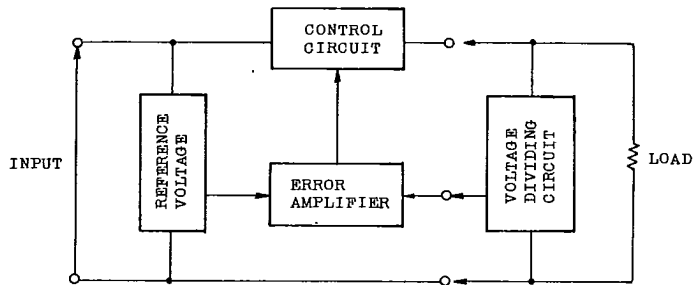 CONTROL
CIRCUIT
INPUT
REFERENCE
VOLTAGE
ERROR
AMPLIFIER
VOLTAGE
DIVIDING
CIRCUIT
LOAD